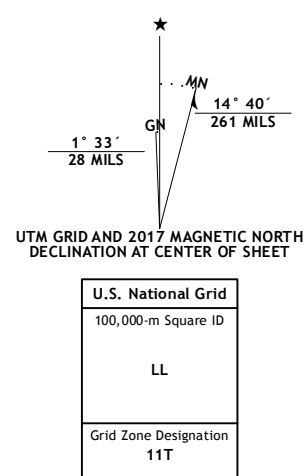 ★
MN
GN
14° 40´
261 MILS
1° 33´
28 MILS
UTM GRID AND 2017 MAGNETIC NORTH
DECLINATION AT CENTER OF SHEET
U.S. National Grid
100,000-m Square ID
LL
Grid Zone Designation
11T